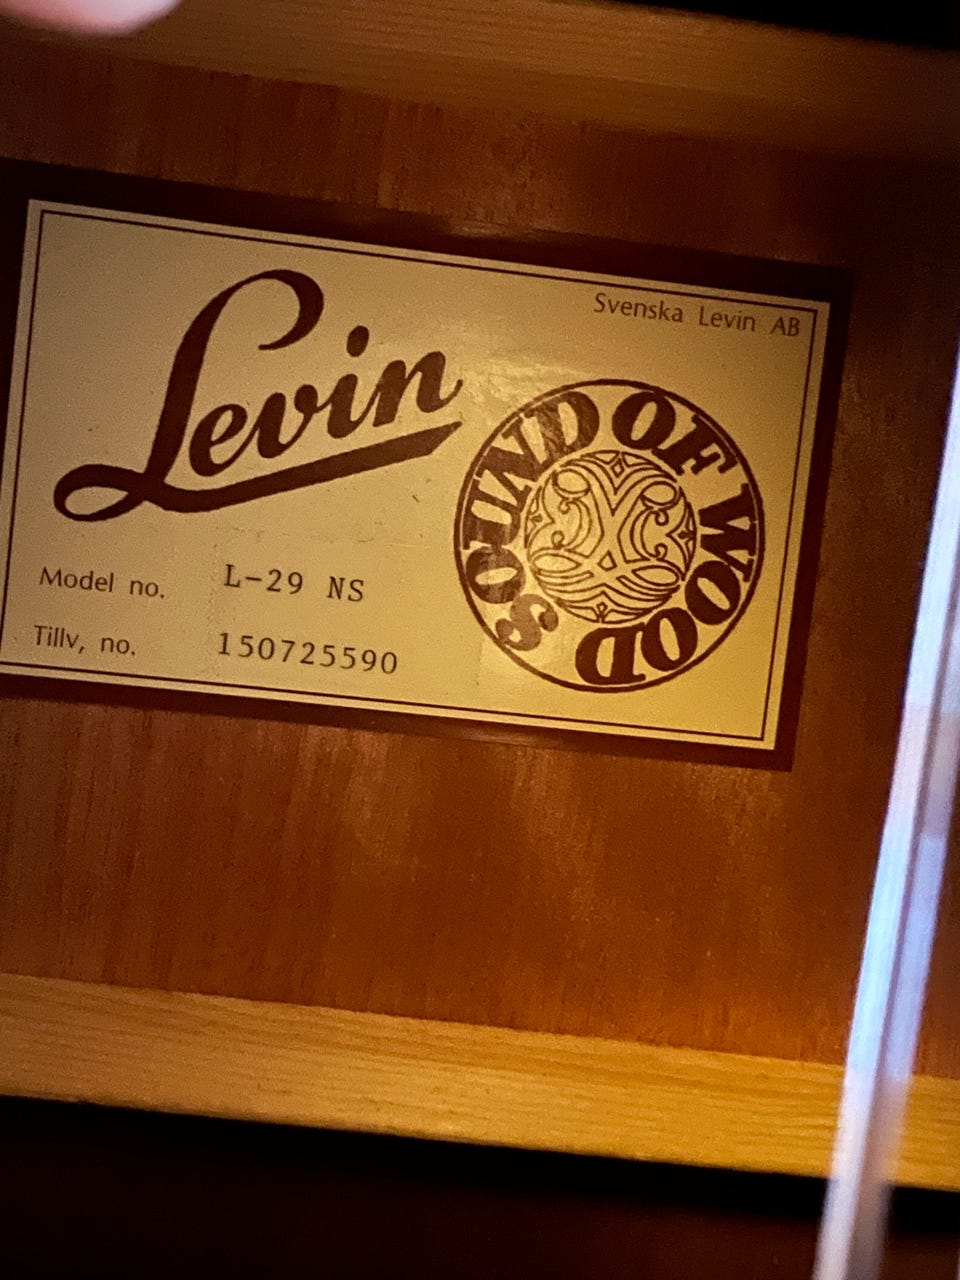 Svenska Levin AB
Levin
SOUND OF WOOD
Model no. L-29 NS
Tillv, no. 150725590